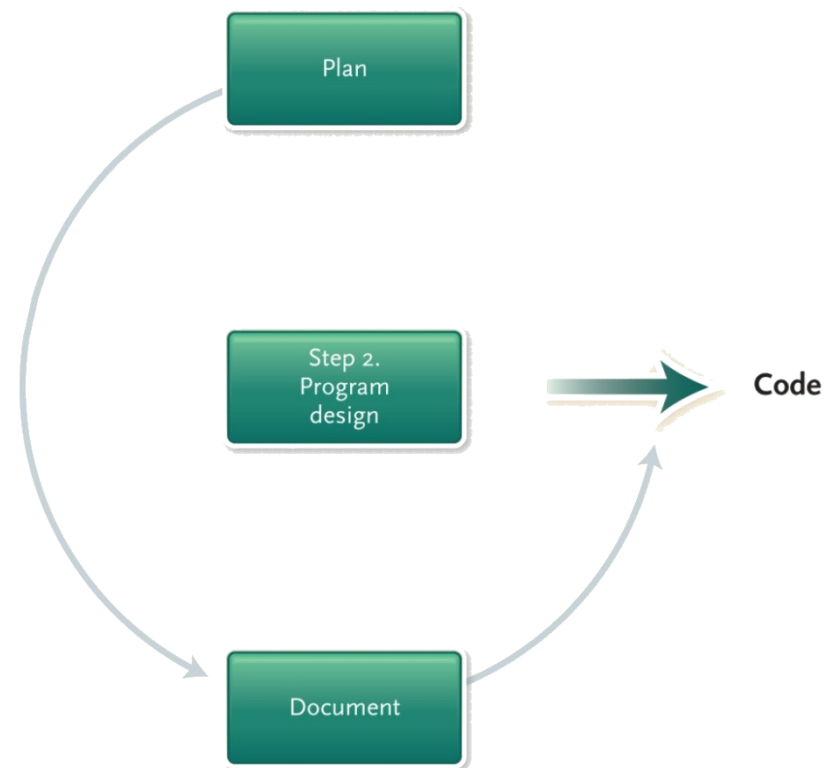 Plan
Step 2.
Program
design
Code
Document